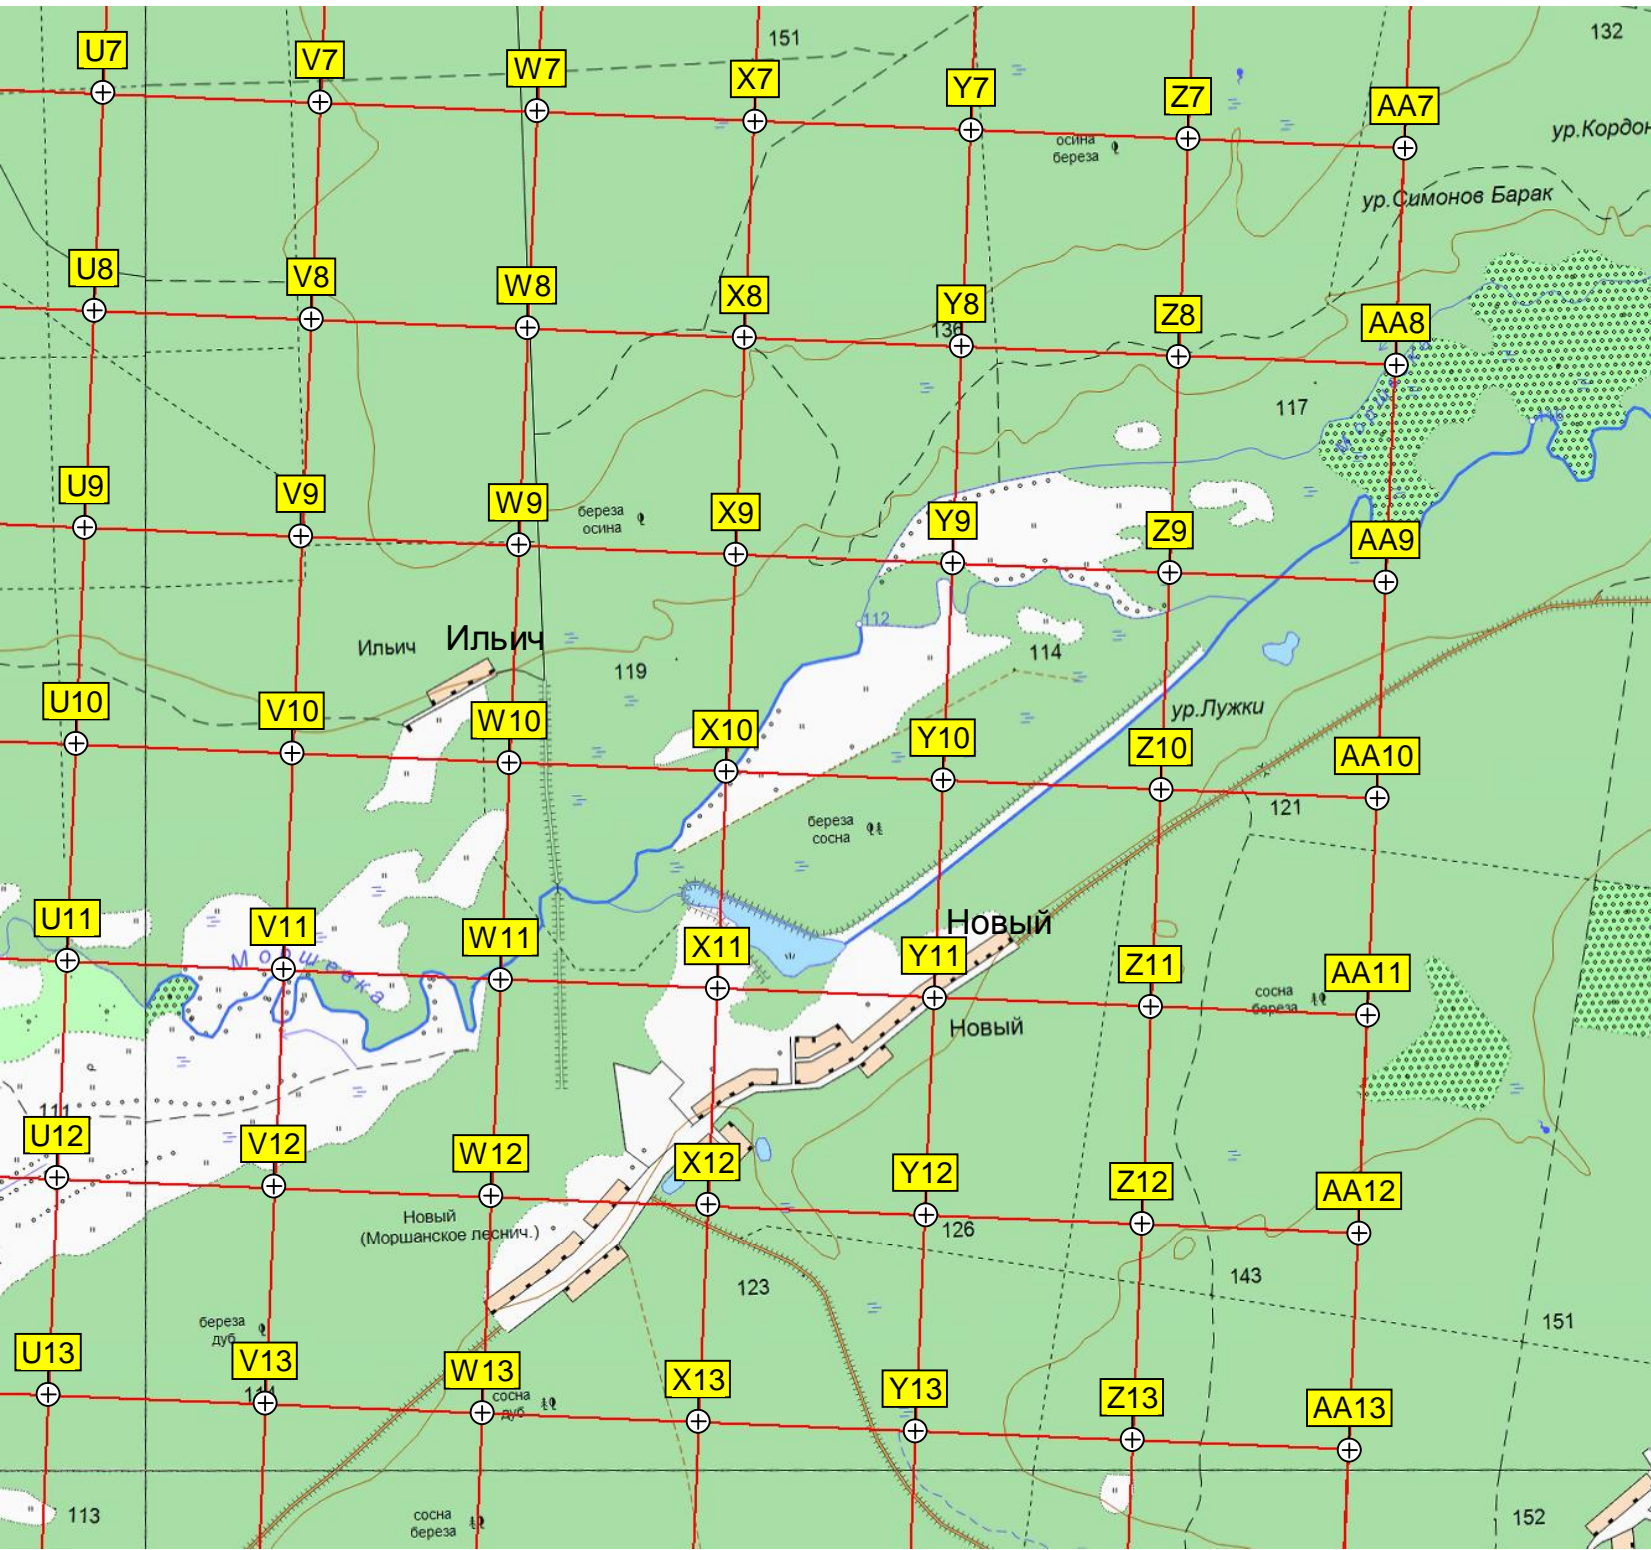 151
132
U7
V7
W7
X7
Y7
Z7
AA7
осина
береза
ур.Кордон
ур.Симонов Барак
U8
V8
W8
X8
Y8
Z8
AA8
136
117
U9
V9
W9
X9
Y9
Z9
AA9
береза
осина
112
Ильич
Ильич
119
114
ур.Лужки
U10
V10
W10
X10
Y10
Z10
AA10
121
береза
сосна
U11
V11
W11
X11
Y11
Z11
AA11
Новый
Моршевка
сосна
береза
Новый
111
U12
V12
W12
X12
Y12
Z12
AA12
Новый
(Моршанское леснич.)
126
123
143
151
береза
дуб
U13
V13
W13
X13
Y13
Z13
AA13
сосна
дуб
113
сосна
береза
152